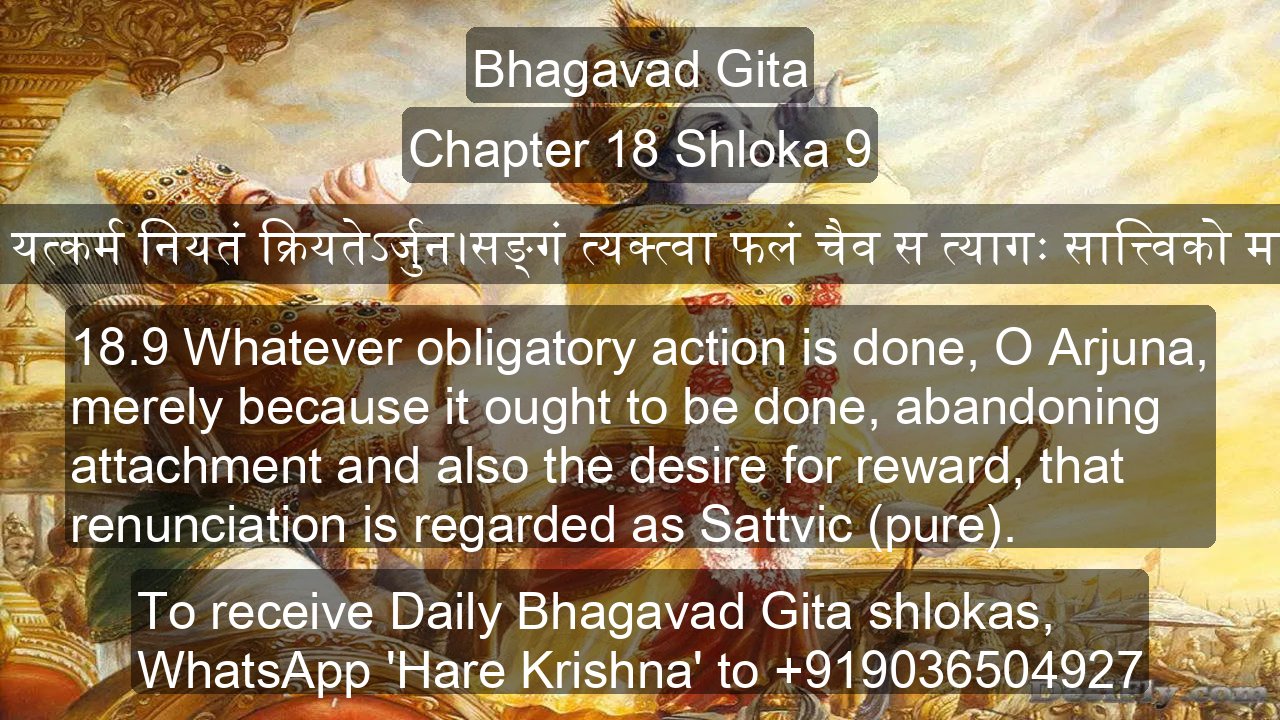 Bhagavad Gita
Chapter 18 Shloka 9
यत्कर्म नियतं क्रियतेऽर्जुन।सङ्गं त्यक्त्वा फलं चैव स त्यागः सात्त्विको
18.9 Whatever obligatory action is done, O Arjuna,
merely because it ought to be done, abandoning
attachment and also the desire for reward, that
renunciation is regarded as Sattvic (pure).
To receive Daily Bhagavad Gita shlokas,
WhatsApp 'Hare Krishna' to +919036504927